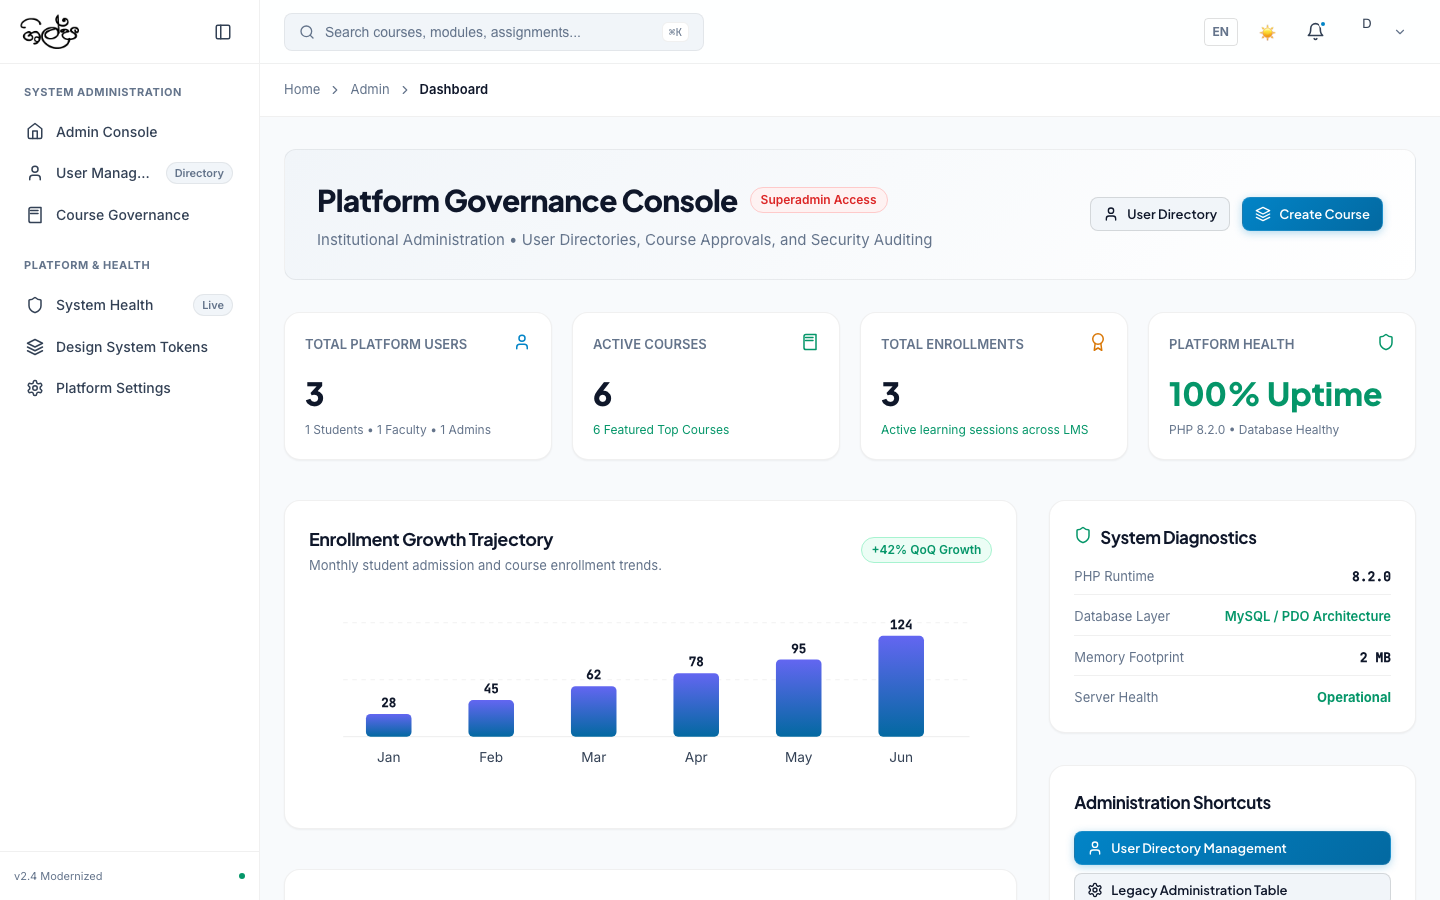 SYSTEM ADMINISTRATION
Admin Console
User Manag... Directory
Course Governance
PLATFORM & HEALTH
System Health Live
Design System Tokens
Platform Settings
v2.4 Modernized
Search courses, modules, assignments... ⌘K
EN
D
Home > Admin > Dashboard
Platform Governance Console Superadmin Access
Institutional Administration • User Directories, Course Approvals, and Security Auditing
User Directory
Create Course
TOTAL PLATFORM USERS
3
1 Students • 1 Faculty • 1 Admins
ACTIVE COURSES
6
6 Featured Top Courses
TOTAL ENROLLMENTS
3
Active learning sessions across LMS
PLATFORM HEALTH
100% Uptime
PHP 8.2.0 • Database Healthy
Enrollment Growth Trajectory
Monthly student admission and course enrollment trends.
+42% QoQ Growth
28 45 62 78 95 124
Jan Feb Mar Apr May Jun
System Diagnostics
PHP Runtime 8.2.0
Database Layer MySQL / PDO Architecture
Memory Footprint 2 MB
Server Health Operational
Administration Shortcuts
User Directory Management
Legacy Administration Table